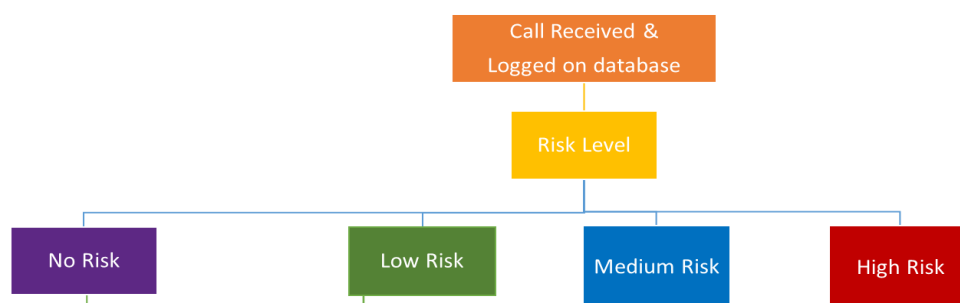 Call Received &
Logged on database
Risk Level
No Risk
Low Risk
Medium Risk
High Risk